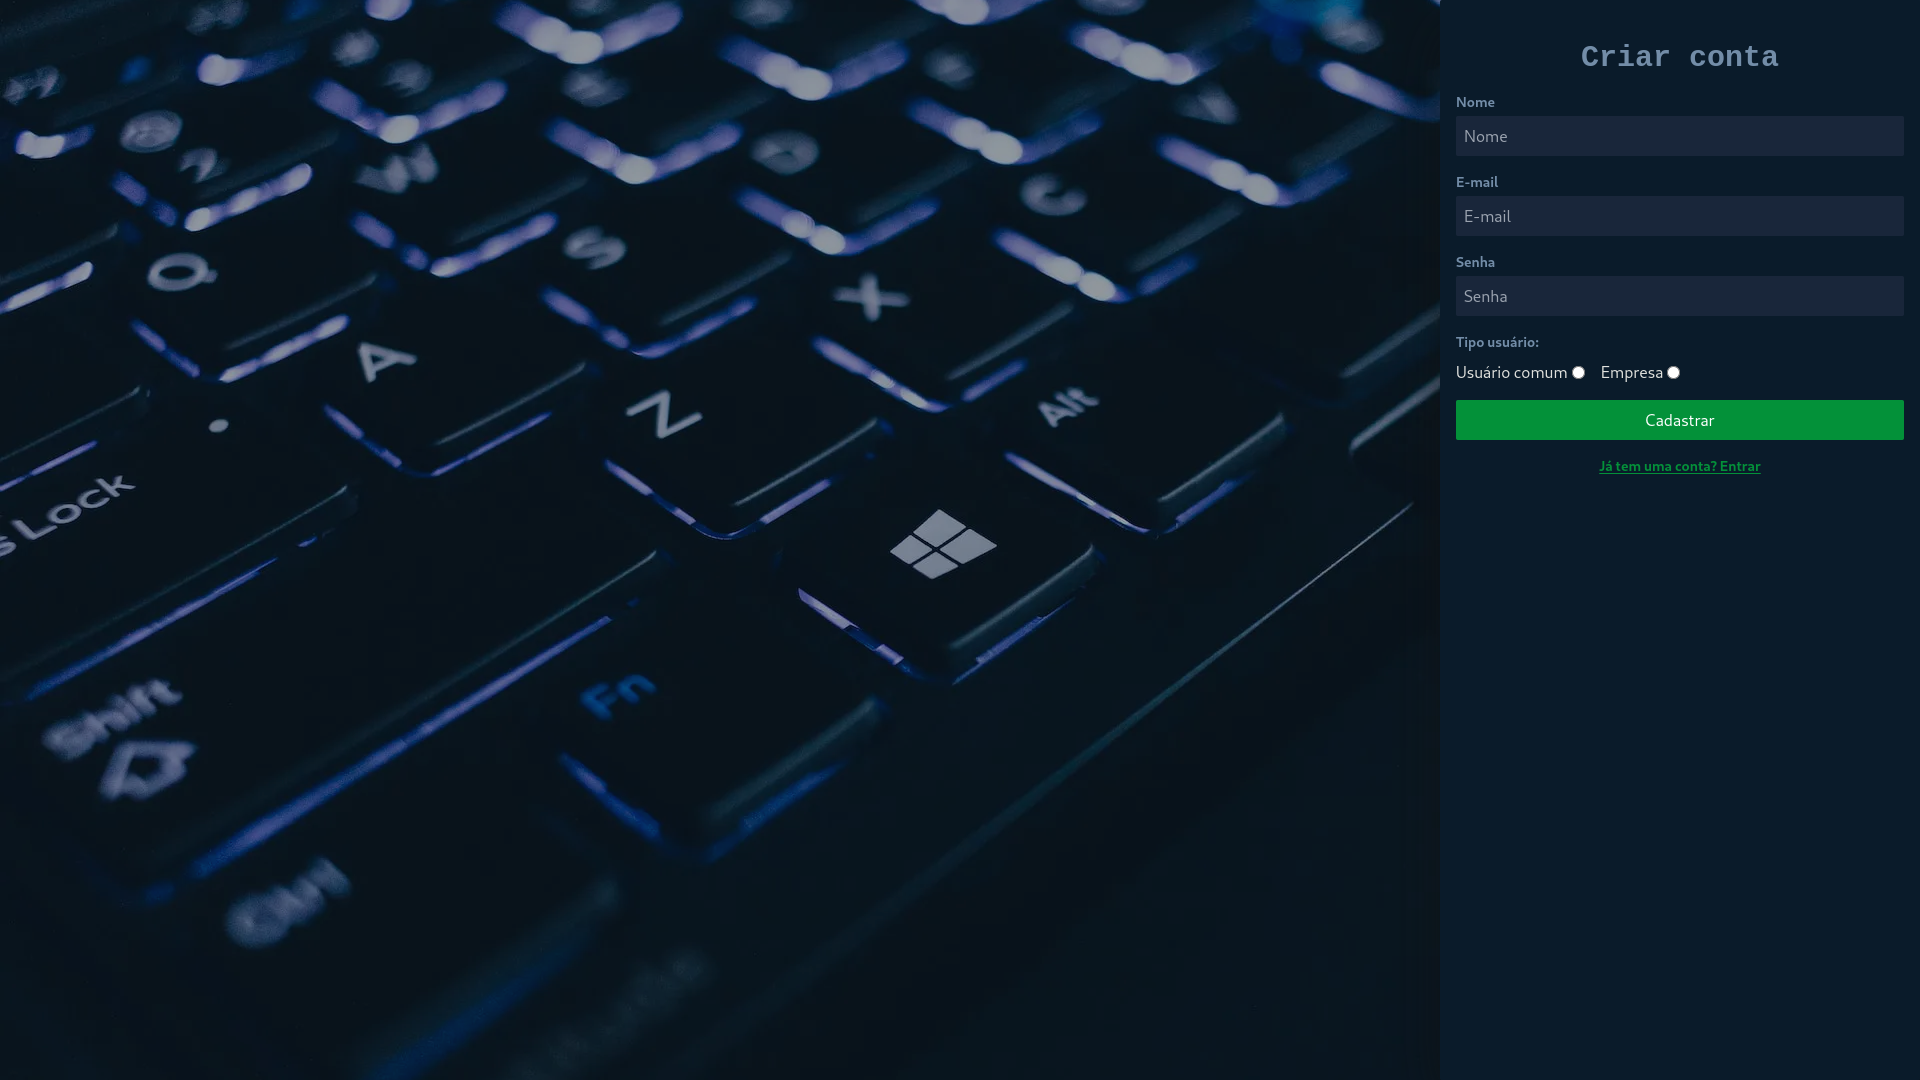 Criar conta
Nome
Nome
E-mail
E-mail
Senha
Senha
Tipo usuário:
Usuário comum Empresa
Cadastrar
Já tem uma conta? Entrar
Q
A
S
Z
X
C
Alt
s Lock
Shift
Fn